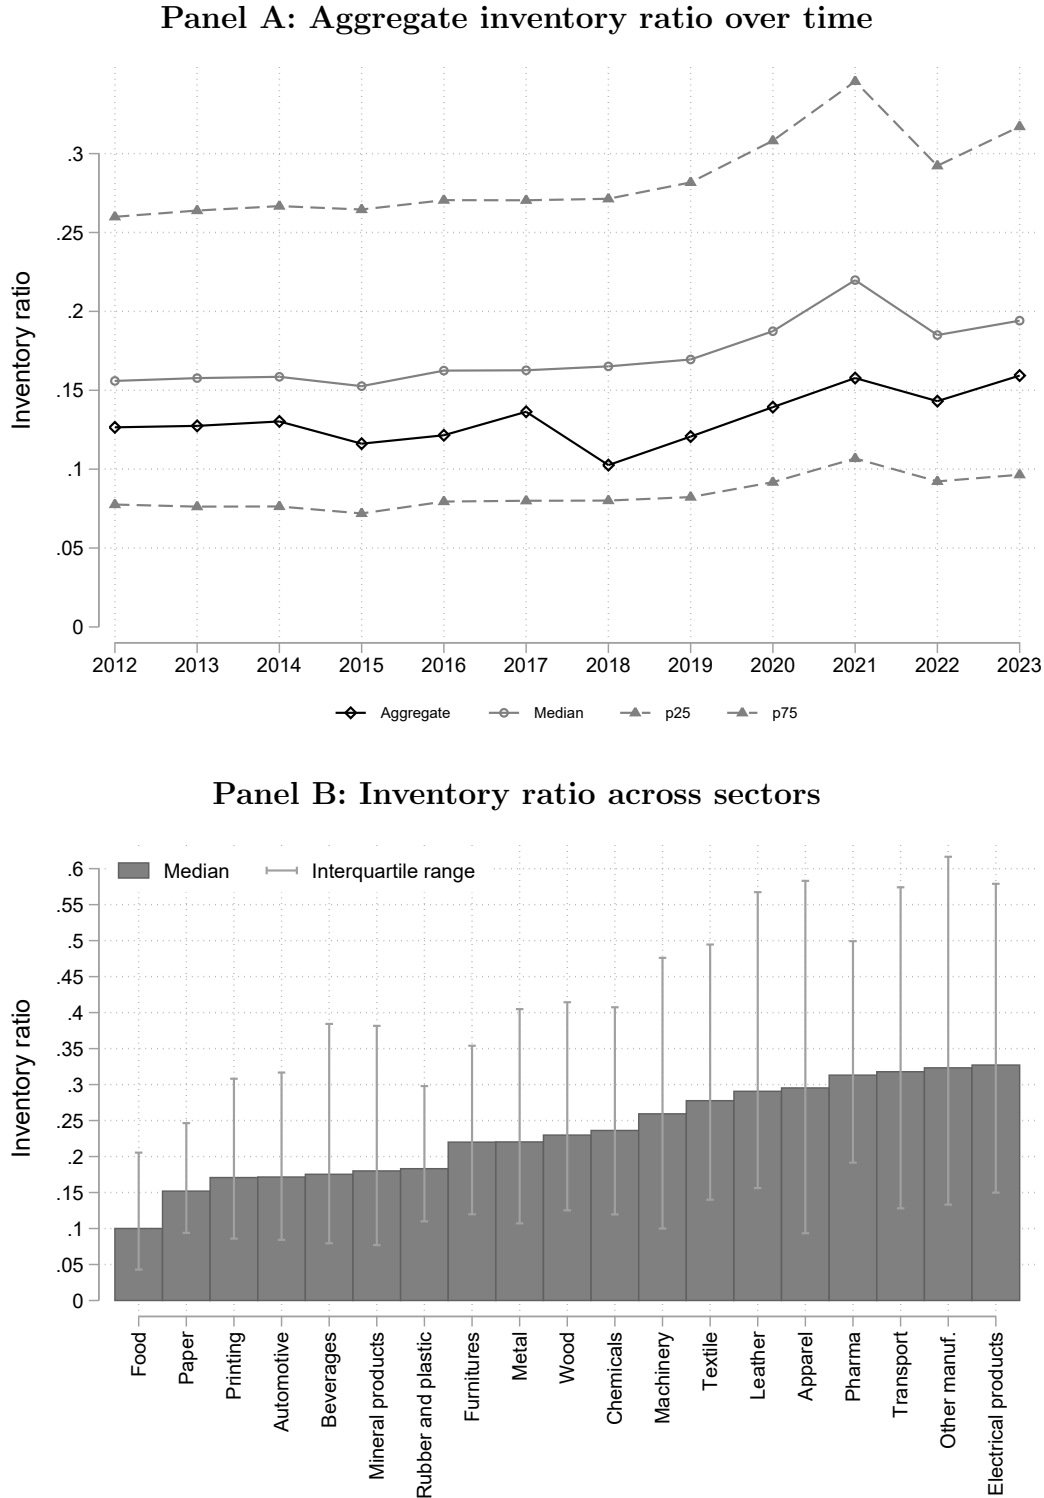 Panel A: Aggregate inventory ratio over time
Inventory ratio
.3
.25
.2
.15
.1
.05
0
2012 2013 2014 2015 2016 2017 2018 2019 2020 2021 2022 2023
Aggregate Median p25 p75
Panel B: Inventory ratio across sectors
Inventory ratio
Median Interquartile range
.6
.55
.5
.45
.4
.35
.3
.25
.2
.15
.1
.05
0
Food
Paper
Printing
Automotive
Beverages
Mineral products
Rubber and plastic
Furnitures
Metal
Wood
Chemicals
Machinery
Textile
Leather
Apparel
Pharma
Transport
Other manuf.
Electrical products